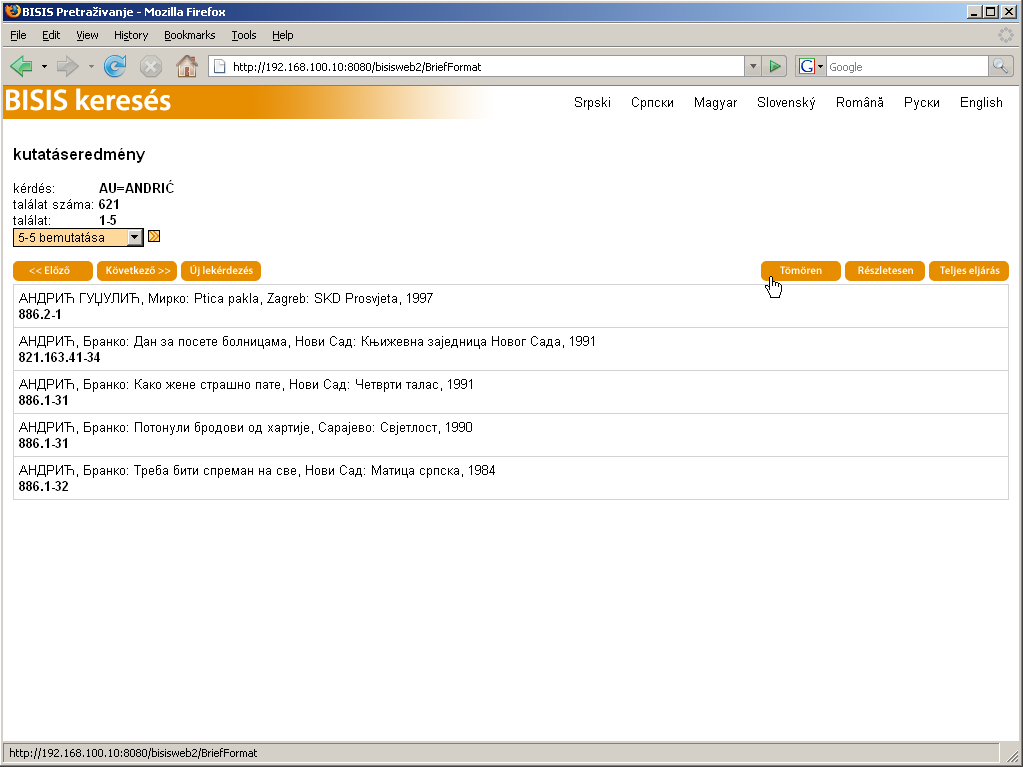 BISIS Pretraživanje - Mozilla Firefox
File Edit View History Bookmarks Tools Help
http://192.168.100.10:8080/bisisweb2/BriefFormat
G Google
BISIS keresés
Srpski Српски Magyar Slovenský Română Руски English
kutatáseredmény
kérdés: AU=ANDRIĆ
találat száma: 621
találat: 1-5
5-5 bemutatása
<< Előző Következő >> Új lekérdezés Tömören Részletesen Teljes eljárás
АНДРИЋ ГУЏУЛИЋ, Мирко: Ptica pakla, Zagreb: SKD Prosvjeta, 1997
886.2-1
АНДРИЋ, Бранко: Дан за посете болницама, Нови Сад: Књижевна заједница Новог Сада, 1991
821.163.41-34
АНДРИЋ, Бранко: Како жене страшно пате, Нови Сад: Четврти талас, 1991
886.1-31
АНДРИЋ, Бранко: Потонули бродови од хартије, Сарајево: Свјетлост, 1990
886.1-31
АНДРИЋ, Бранко: Треба бити спреман на све, Нови Сад: Матица српска, 1984
886.1-32
http://192.168.100.10:8080/bisisweb2/BriefFormat